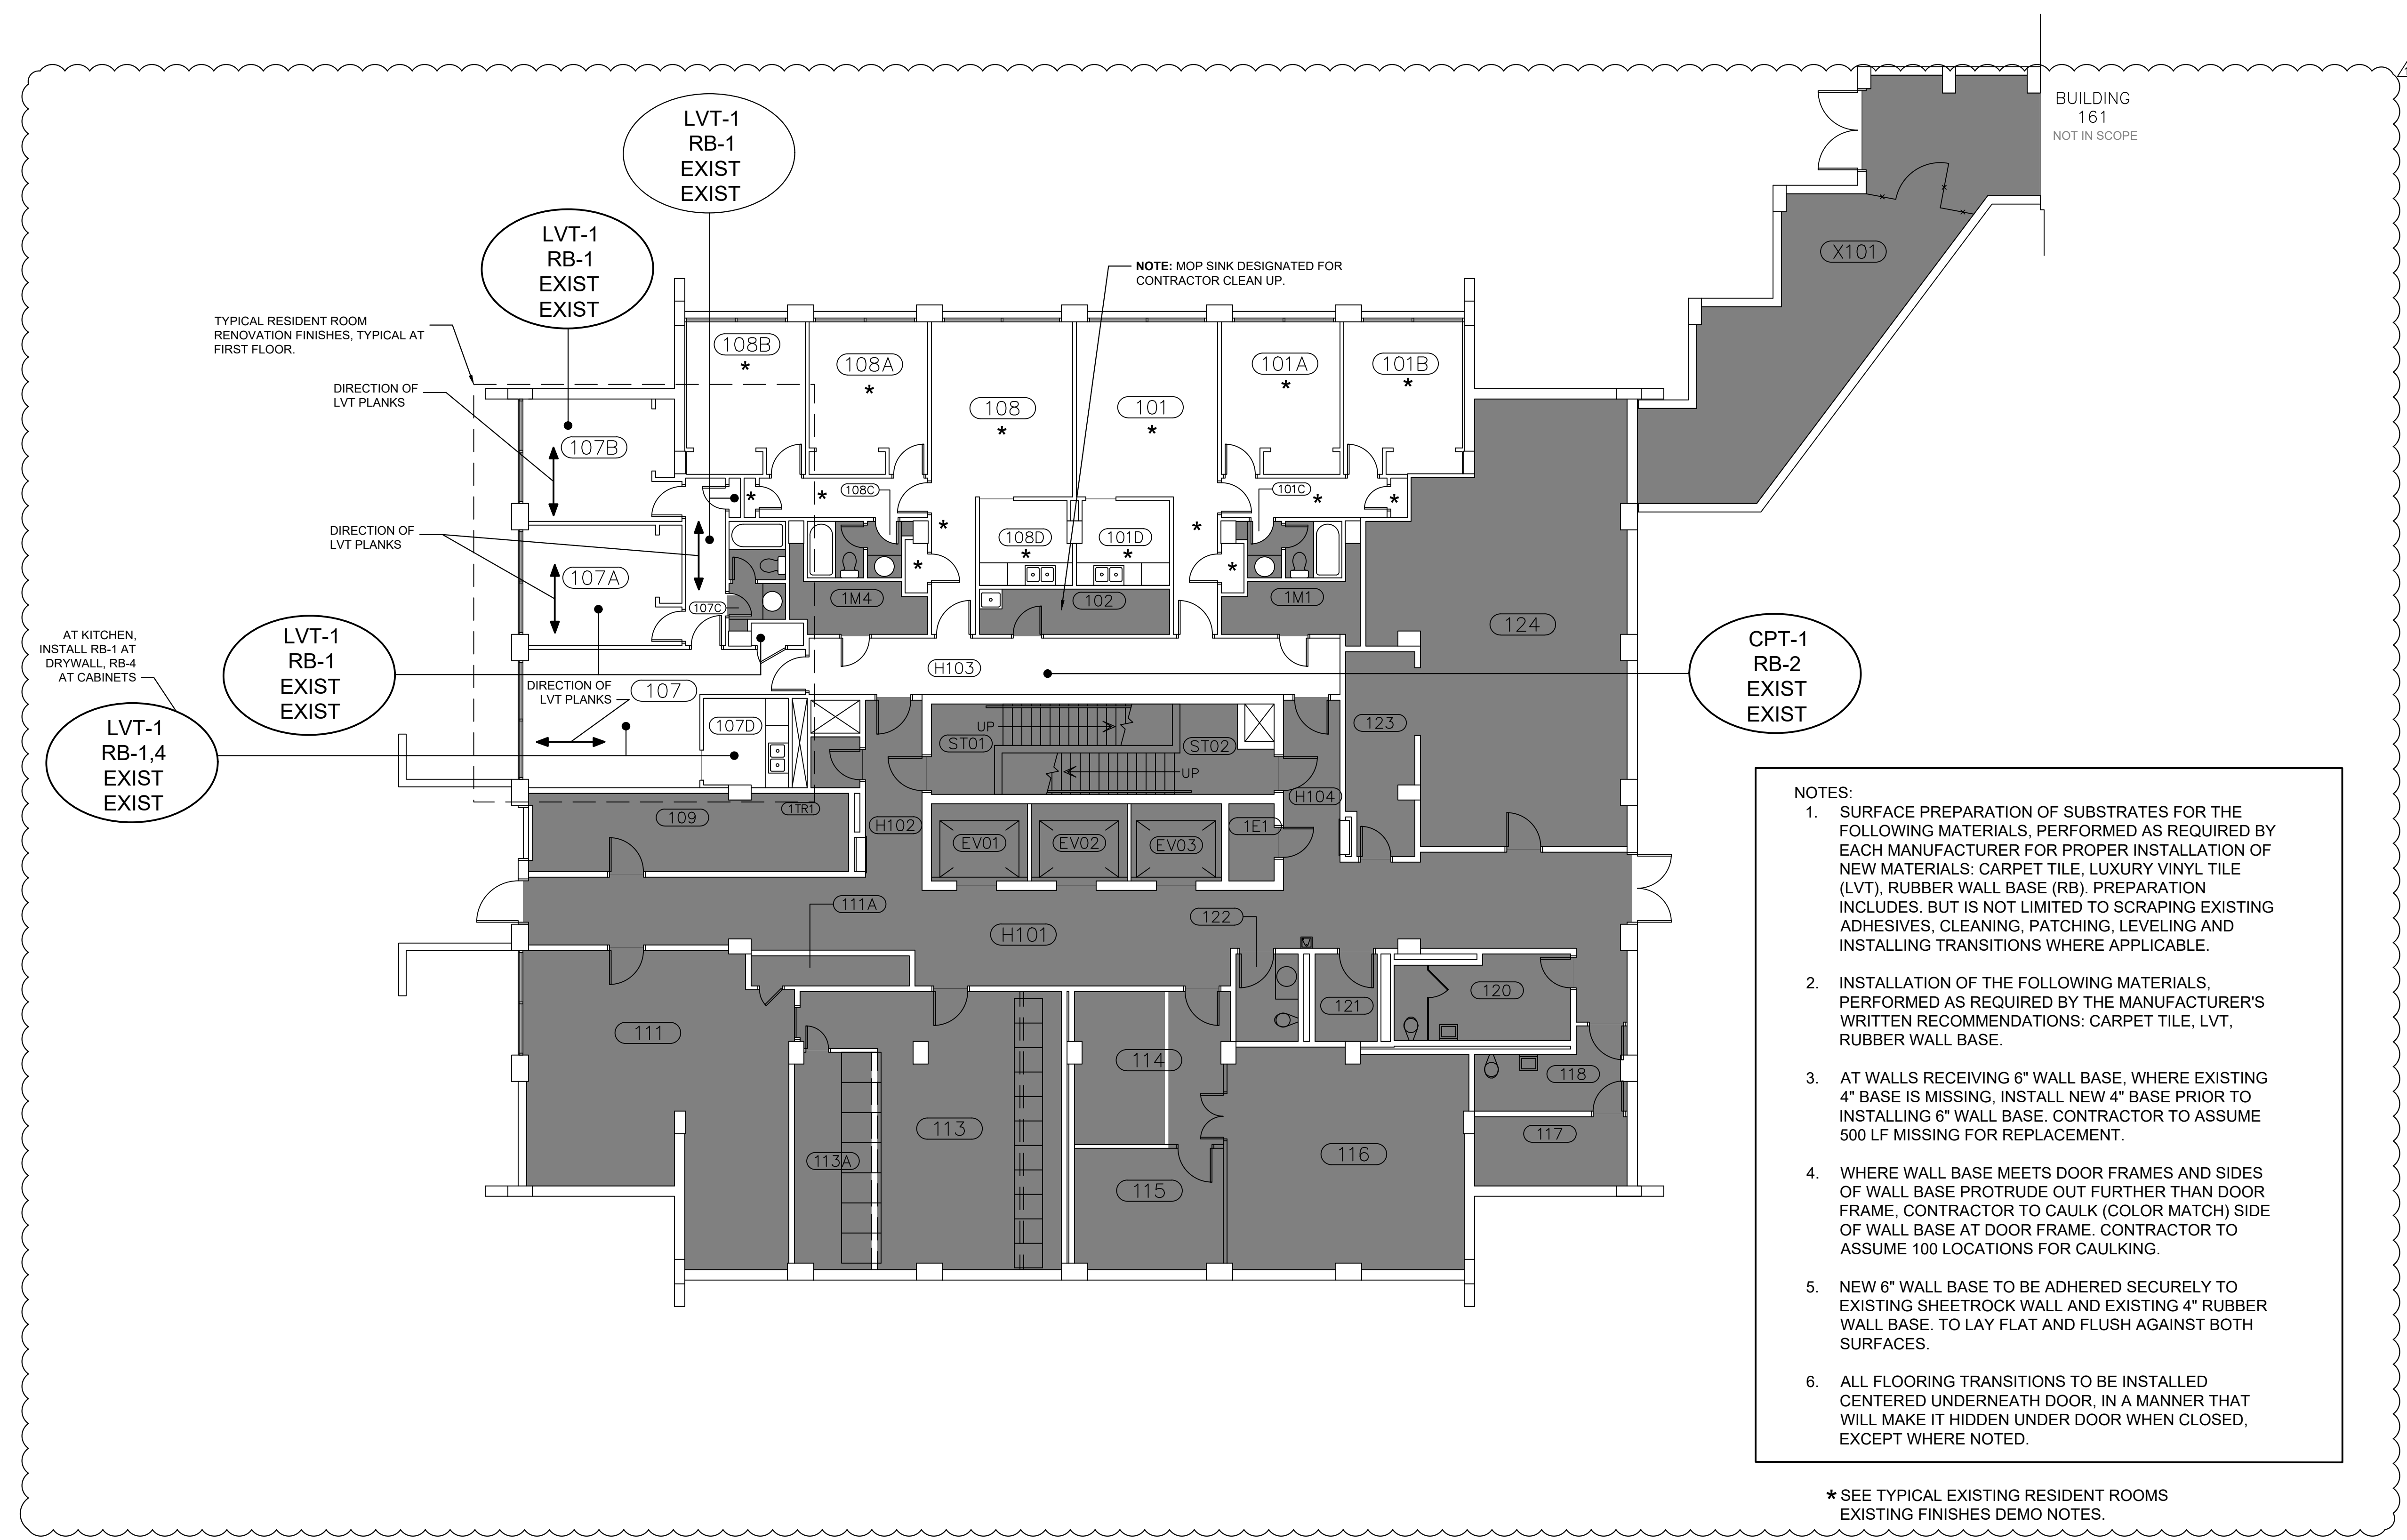 BUILDING
161
NOT IN SCOPE
X101
LVT-1
RB-1
EXIST
EXIST
LVT-1
RB-1
EXIST
EXIST
NOTE: MOP SINK DESIGNATED FOR
CONTRACTOR CLEAN UP.
TYPICAL RESIDENT ROOM
RENOVATION FINISHES, TYPICAL AT
FIRST FLOOR.
DIRECTION OF
LVT PLANKS
DIRECTION OF
LVT PLANKS
108B
*
108A
*
108
*
101
*
101A
*
101B
*
107B
*
*
108C
101C
*
*
*
*
108D
*
101D
*
*
*
107A
107C
1M4
102
1M1
124
LVT-1
RB-1
EXIST
EXIST
AT KITCHEN,
INSTALL RB-1 AT
DRYWALL, RB-4
AT CABINETS
LVT-1
RB-1,4
EXIST
EXIST
DIRECTION OF
LVT PLANKS
107
107D
H103
CPT-1
RB-2
EXIST
EXIST
UP
ST01
ST02
UP
123
H104
109
1TR1
H102
EV01
EV02
EV03
1E1
111A
H101
122
111
121
120
114
118
113
113A
115
116
117
NOTES:
1. SURFACE PREPARATION OF SUBSTRATES FOR THE
FOLLOWING MATERIALS, PERFORMED AS REQUIRED BY
EACH MANUFACTURER FOR PROPER INSTALLATION OF
NEW MATERIALS: CARPET TILE, LUXURY VINYL TILE
(LVT), RUBBER WALL BASE (RB). PREPARATION
INCLUDES. BUT IS NOT LIMITED TO SCRAPING EXISTING
ADHESIVES, CLEANING, PATCHING, LEVELING AND
INSTALLING TRANSITIONS WHERE APPLICABLE.
2. INSTALLATION OF THE FOLLOWING MATERIALS,
PERFORMED AS REQUIRED BY THE MANUFACTURER'S
WRITTEN RECOMMENDATIONS: CARPET TILE, LVT,
RUBBER WALL BASE.
3. AT WALLS RECEIVING 6" WALL BASE, WHERE EXISTING
4" BASE IS MISSING, INSTALL NEW 4" BASE PRIOR TO
INSTALLING 6" WALL BASE. CONTRACTOR TO ASSUME
500 LF MISSING FOR REPLACEMENT.
4. WHERE WALL BASE MEETS DOOR FRAMES AND SIDES
OF WALL BASE PROTRUDE OUT FURTHER THAN DOOR
FRAME, CONTRACTOR TO CAULK (COLOR MATCH) SIDE
OF WALL BASE AT DOOR FRAME. CONTRACTOR TO
ASSUME 100 LOCATIONS FOR CAULKING.
5. NEW 6" WALL BASE TO BE ADHERED SECURELY TO
EXISTING SHEETROCK WALL AND EXISTING 4" RUBBER
WALL BASE. TO LAY FLAT AND FLUSH AGAINST BOTH
SURFACES.
6. ALL FLOORING TRANSITIONS TO BE INSTALLED
CENTERED UNDERNEATH DOOR, IN A MANNER THAT
WILL MAKE IT HIDDEN UNDER DOOR WHEN CLOSED,
EXCEPT WHERE NOTED.
* SEE TYPICAL EXISTING RESIDENT ROOMS
EXISTING FINISHES DEMO NOTES.